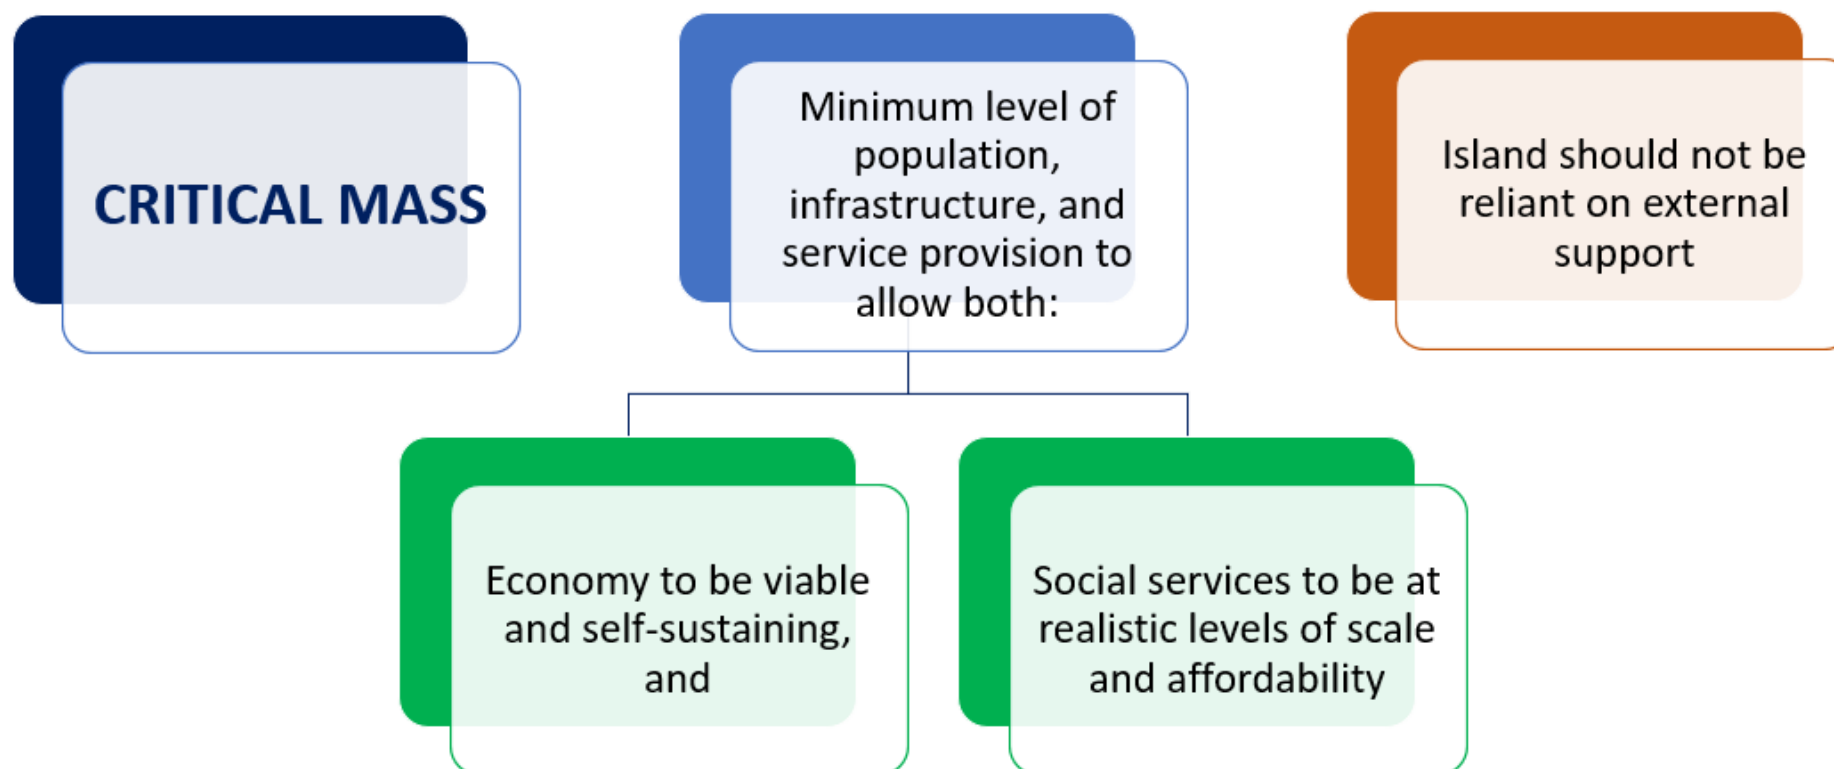 CRITICAL MASS
Minimum level of
population,
infrastructure, and
service provision to
allow both:
Island should not be
reliant on external
support
Economy to be viable
and self-sustaining,
and
Social services to be at
realistic levels of scale
and affordability